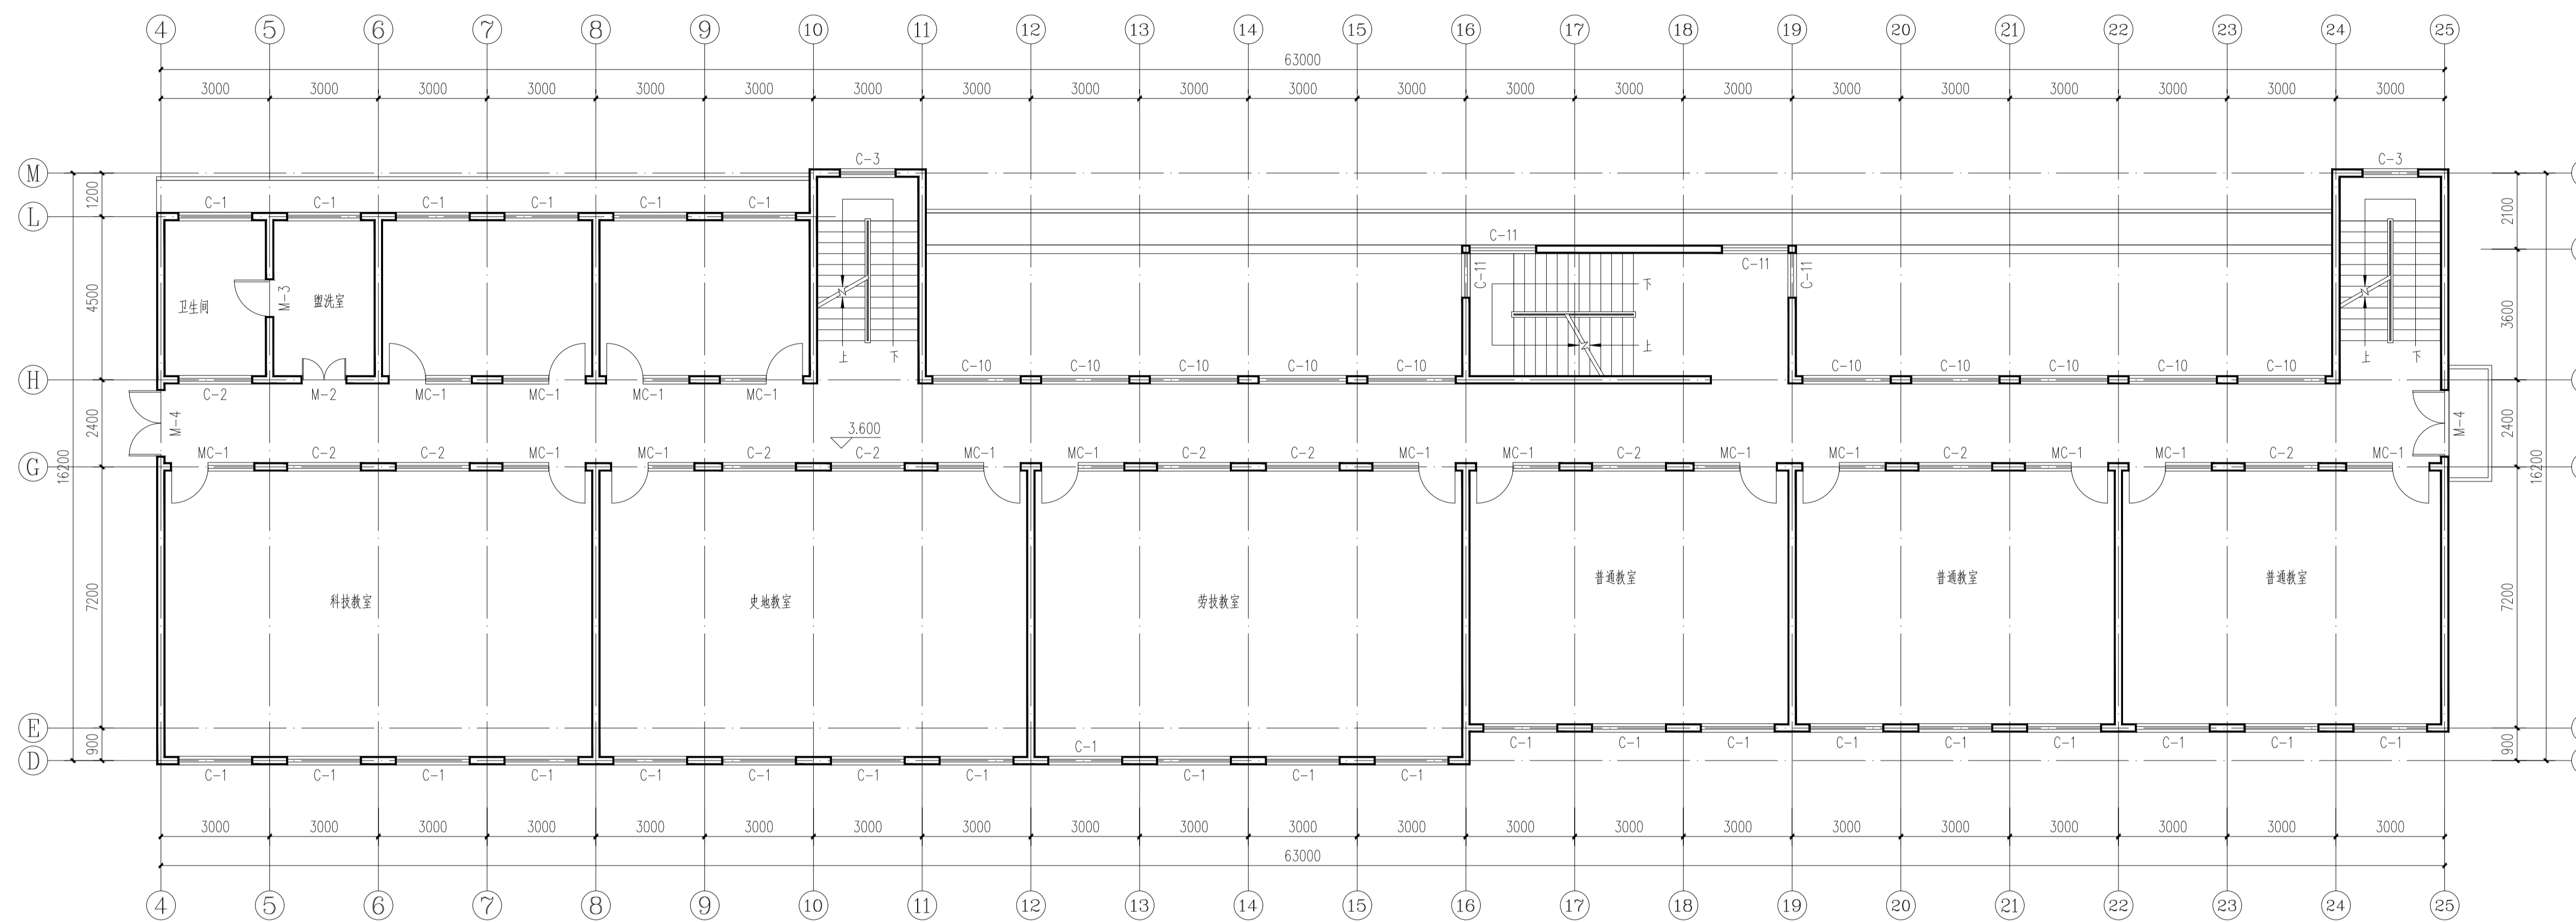 4 5 6 7 8 9 10 11 12 13 14 15 16 17 18 19 20 21 22 23 24 25
63000
3000 3000 3000 3000 3000 3000 3000 3000 3000 3000 3000 3000 3000 3000 3000 3000 3000 3000 3000 3000 3000
C-3 C-3
M
1200
C-1 C-1 C-1 C-1 C-1 C-1
L
2100
C-11
C-11 C-11 C-11
4500
卫生间 M-3 盥洗室
下
3600
上
上 下
上 下
C-10 C-10 C-10 C-10 C-10 C-10 C-10 C-10 C-10 C-10
H
C-2 M-2 MC-1 MC-1 MC-1 MC-1
2400 M-4 3.600 M-4 2400
MC-1 C-2 C-2 MC-1 MC-1 C-2 C-2 MC-1 MC-1 C-2 C-2 MC-1 MC-1 C-2 MC-1 MC-1 C-2 MC-1 MC-1 C-2 MC-1
G
16200 16200
普通教室 普通教室 普通教室
7200 科技教室 史地教室 劳技教室 7200
E
900 C-1 C-1 C-1 C-1 C-1 C-1 C-1 C-1 C-1 C-1 900
D
C-1 C-1 C-1 C-1 C-1 C-1 C-1 C-1 C-1 C-1 C-1
3000 3000 3000 3000 3000 3000 3000 3000 3000 3000 3000 3000 3000 3000 3000 3000 3000 3000 3000 3000 3000
63000
4 5 6 7 8 9 10 11 12 13 14 15 16 17 18 19 20 21 22 23 24 25